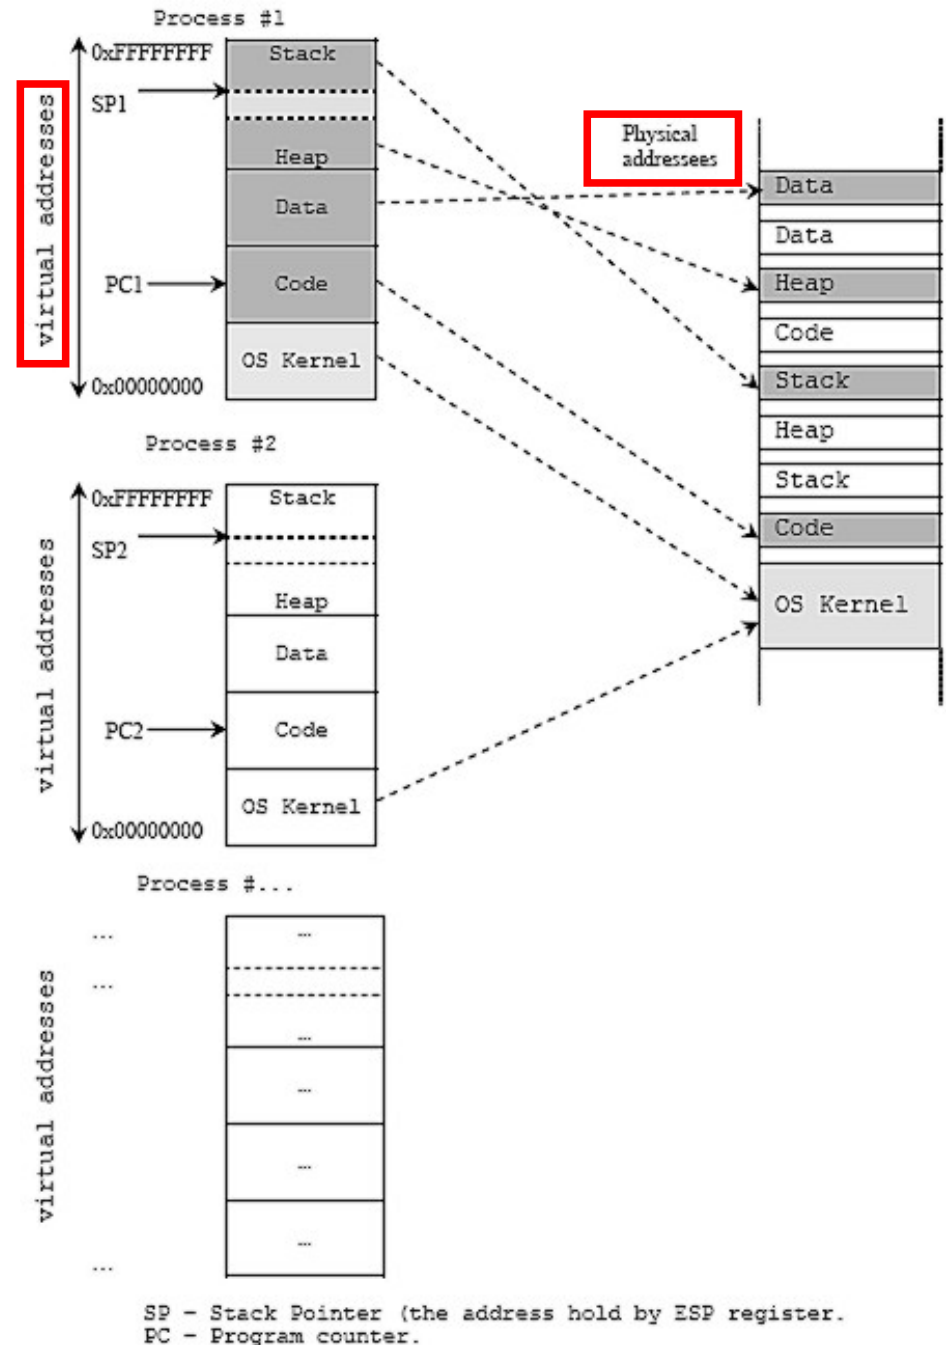 Process #1
0xFFFFFFFF
SP1
PC1
0x00000000
virtual addresses
Stack
Heap
Data
Code
OS Kernel
Physical
addressees
Data
Data
Heap
Code
Stack
Heap
Stack
Code
OS Kernel
Process #2
0xFFFFFFFF
SP2
PC2
0x00000000
virtual addresses
Stack
Heap
Data
Code
OS Kernel
Process #...
...
...
...
virtual addresses
...
...
...
...
...
SP - Stack Pointer (the address hold by ESP register.
PC - Program counter.